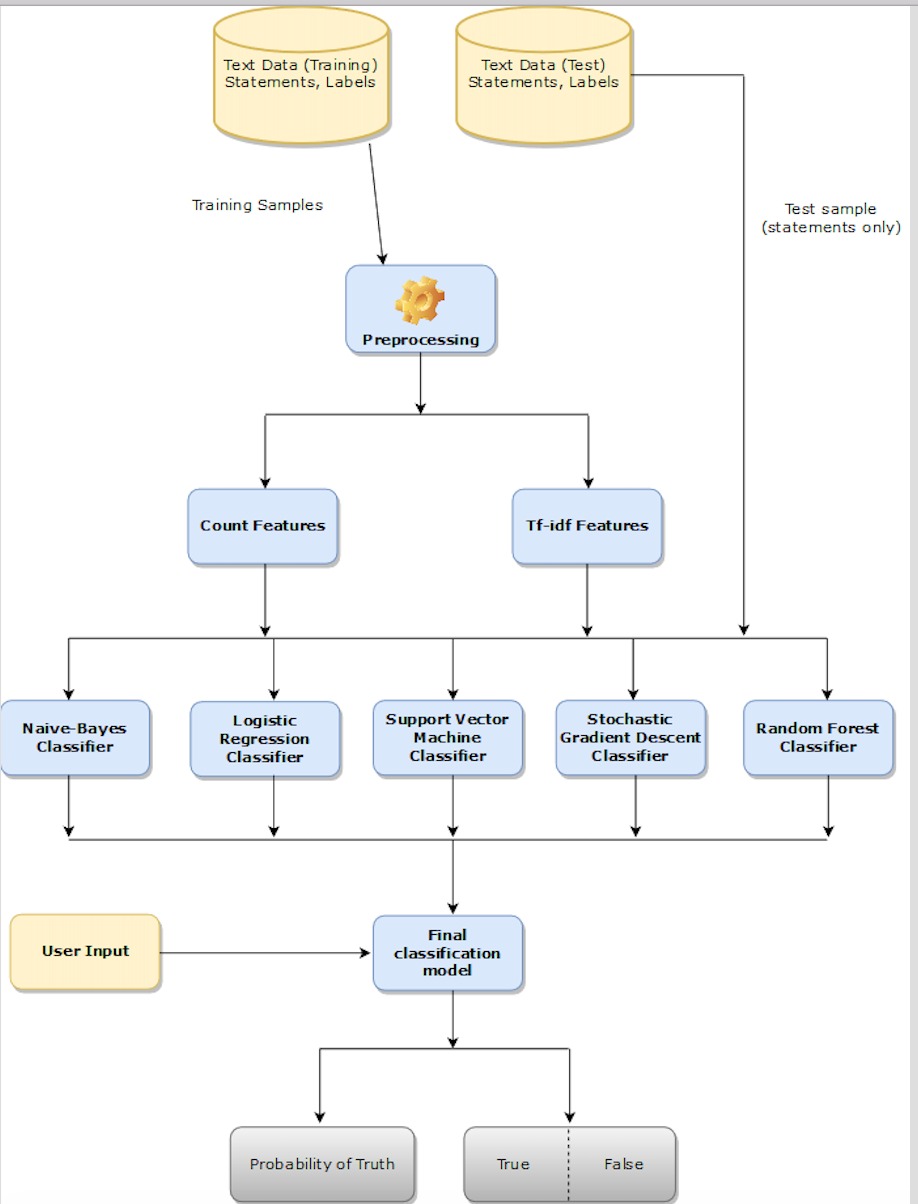 Text Data (Training)
Statements, Labels
Text Data (Test)
Statements, Labels
Training Samples
Test sample
(statements only)
Preprocessing
Count Features
Tf-idf Features
Naive-Bayes
Classifier
Logistic
Regression
Classifier
Support Vector
Machine
Classifier
Stochastic
Gradient Descent
Classifier
Random Forest
Classifier
User Input
Final
classification
model
Probability of Truth
True
False